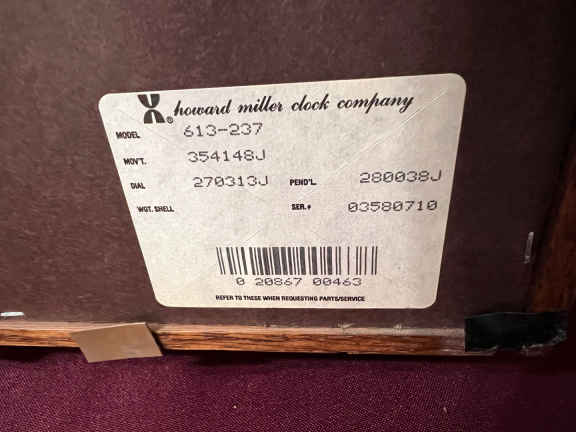 howard miller clock company
MODEL 613-237
MOV'T. 354148J
DIAL 270313J PEND'L 280038J
WGT. SHELL SER.# 03580710
0 20867 00463
REFER TO THESE WHEN REQUESTING PARTS/SERVICE